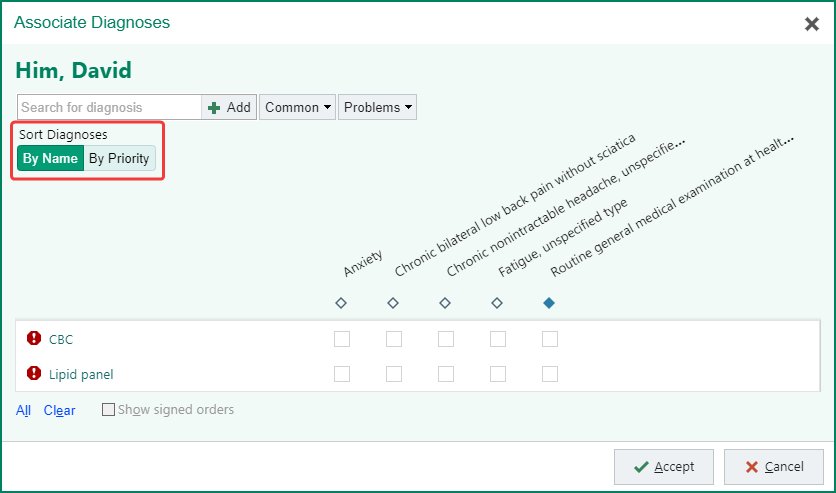 Associate Diagnoses
Him, David
Search for diagnosis
Add
Common
Problems
Sort Diagnoses
By Name
By Priority
Anxiety
Chronic bilateral low back pain without sciatica
Chronic nonintractable headache, unspecifie...
Fatigue, unspecified type
Routine general medical examination at healt...
CBC
Lipid panel
All
Clear
Show signed orders
Accept
Cancel